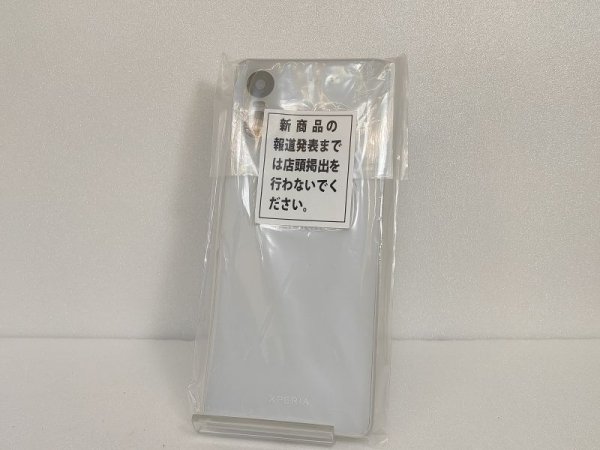 新商品の
報道発表まで
は店頭掲出を
行わないでく
ださい。
XPERIA